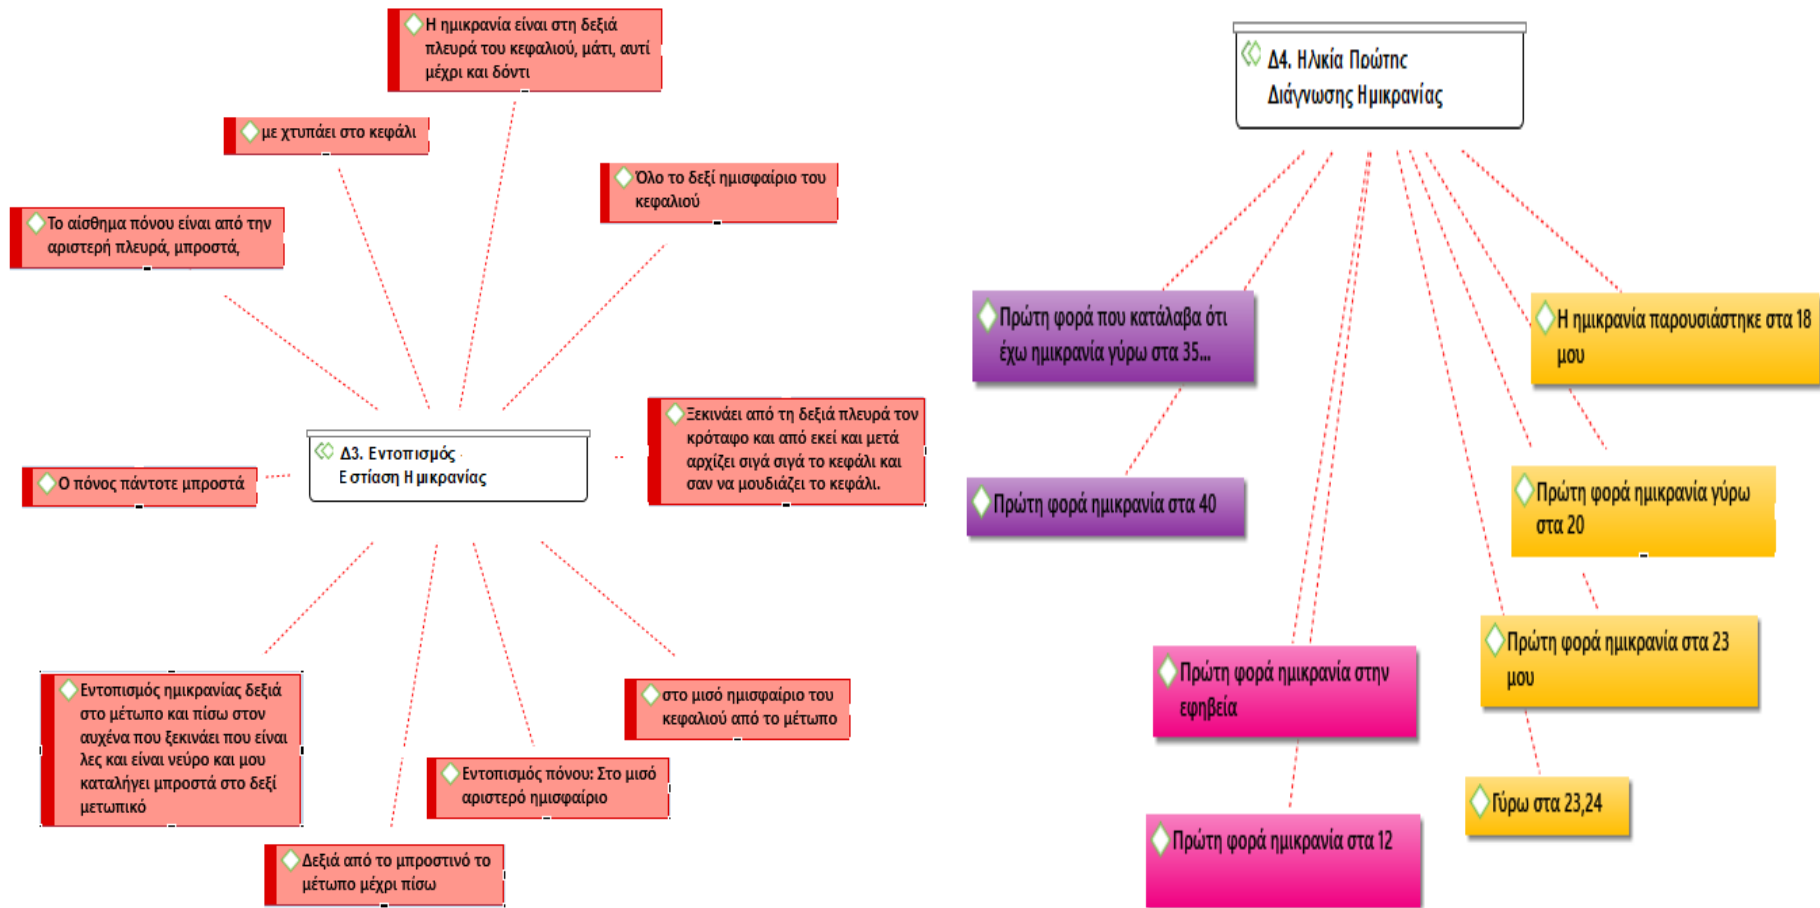 Η ημικρανία είναι στη δεξιά
πλευρά του κεφαλιού, μάτι, αυτί
μέχρι και δόντι
με χτυπάει στο κεφάλι
Όλο το δεξί ημισφαίριο του
κεφαλιού
Το αίσθημα πόνου είναι από την
αριστερή πλευρά, μπροστά,
Ξεκινάει από τη δεξιά πλευρά τον
κρόταφο και από εκεί και μετά
αρχίζει σιγά σιγά το κεφάλι και
σαν να μουδιάζει το κεφάλι.
Δ3. Εντοπισμός -
Εστίαση Ημικρανίας
Ο πόνος πάντοτε μπροστά
Εντοπισμός ημικρανίας δεξιά
στο μέτωπο και πίσω στον
αυχένα που ξεκινάει που είναι
λες και είναι νεύρο και μου
καταλήγει μπροστά στο δεξί
μετωπικό
στο μισό ημισφαίριο του
κεφαλιού από το μέτωπο
Εντοπισμός πόνου: Στο μισό
αριστερό ημισφαίριο
Δεξιά από το μπροστινό το
μέτωπο μέχρι πίσω
Δ4. Ηλικία Πρώτης
Διάγνωσης Ημικρανίας
Πρώτη φορά που κατάλαβα ότι
έχω ημικρανία γύρω στα 35...
Η ημικρανία παρουσιάστηκε στα 18
μου
Πρώτη φορά ημικρανία στα 40
Πρώτη φορά ημικρανία γύρω
στα 20
Πρώτη φορά ημικρανία στα 23
μου
Πρώτη φορά ημικρανία στην
εφηβεία
Γύρω στα 23,24
Πρώτη φορά ημικρανία στα 12